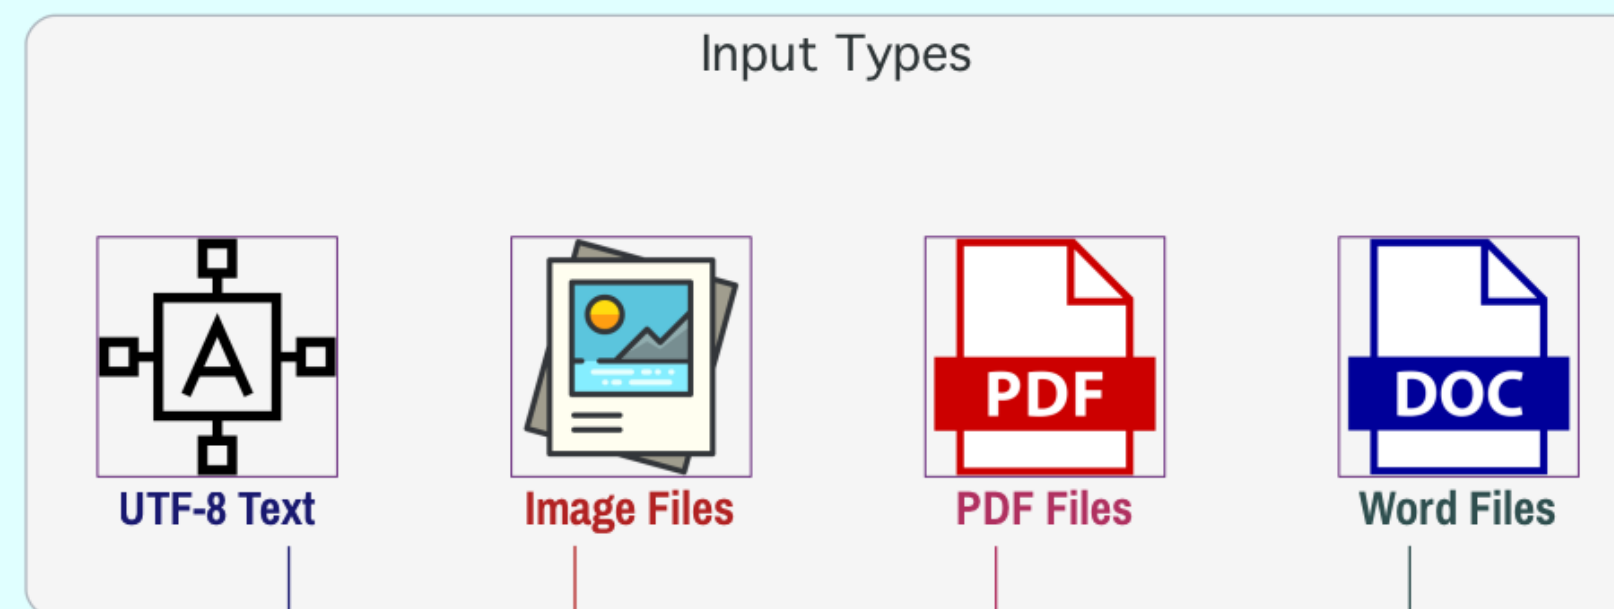 Input Types
A
PDF
DOC
UTF-8 Text
Image Files
PDF Files
Word Files